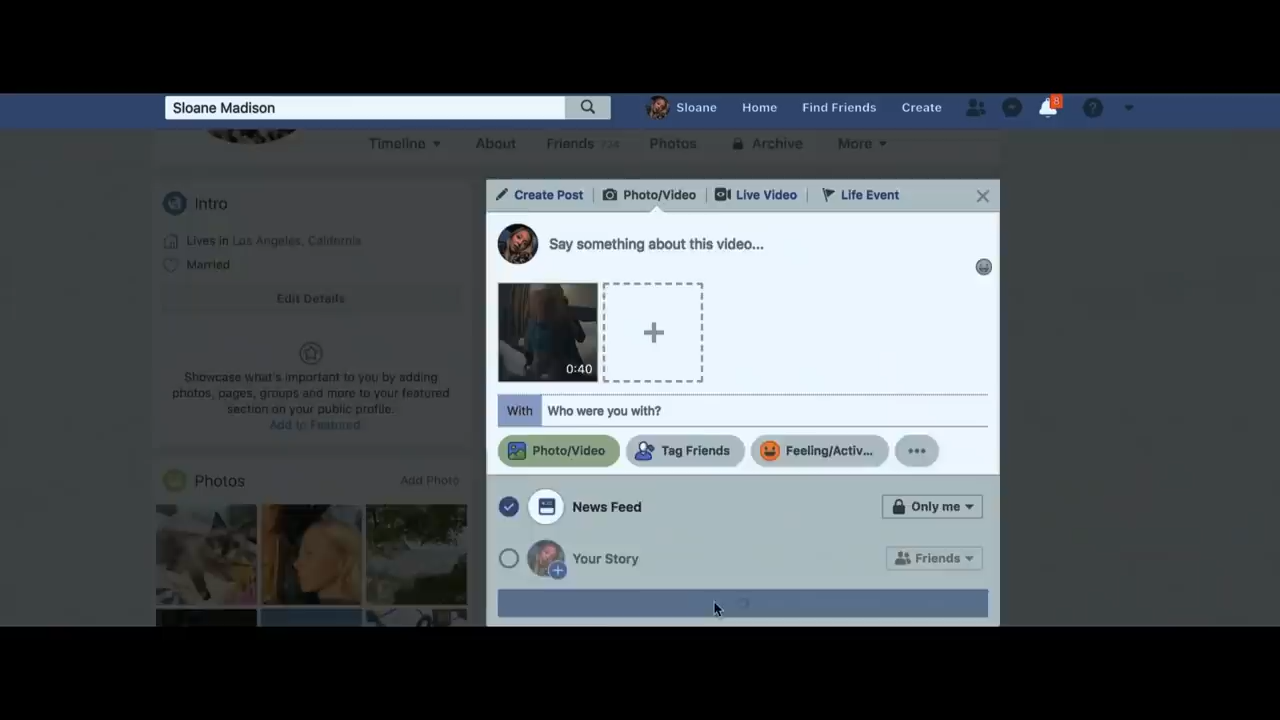 Sloane Madison
Sloane Home Find Friends Create 8 ?
Timeline About Friends 724 Photos Archive More
Intro
Lives in Los Angeles, California
Married
Edit Details
Showcase what's important to you by adding
photos, pages, groups and more to your featured
section on your public profile.
Add to Featured
Photos Add Photo
Create Post Photo/Video Live Video Life Event
Say something about this video...
0:40
With Who were you with?
Photo/Video Tag Friends Feeling/Activ...
News Feed Only me
Your Story Friends